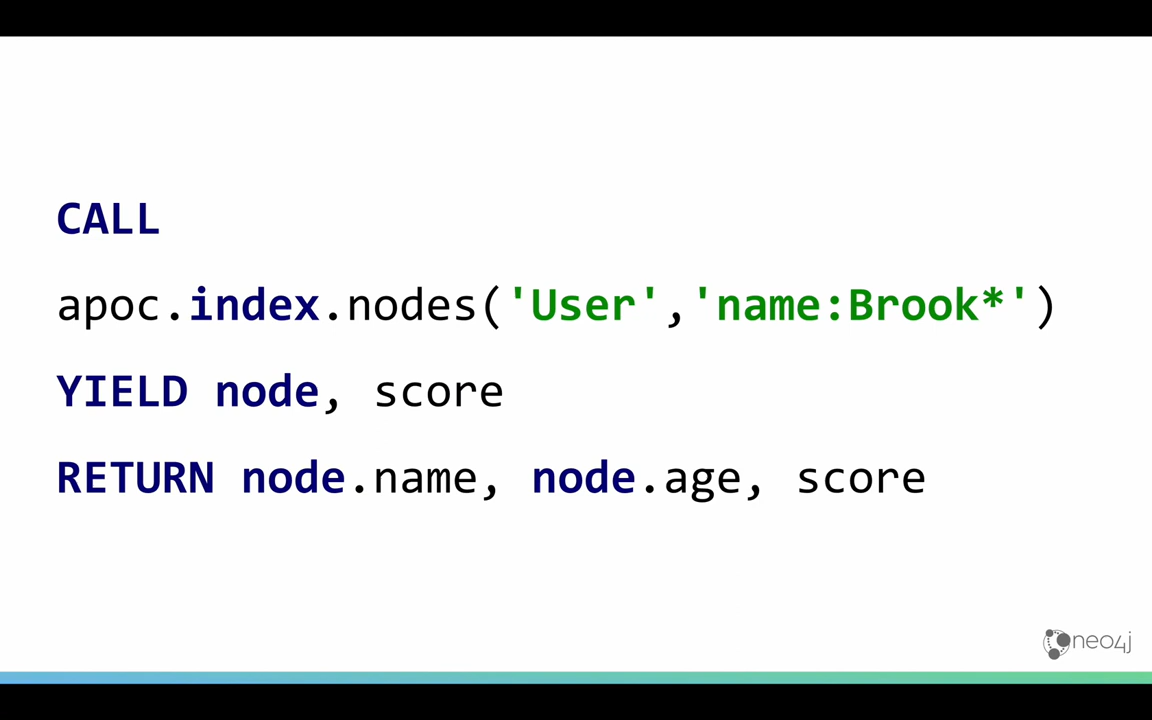 CALL
apoc.index.nodes('User','name:Brook*')
YIELD node, score
RETURN node.name, node.age, score
neo4j